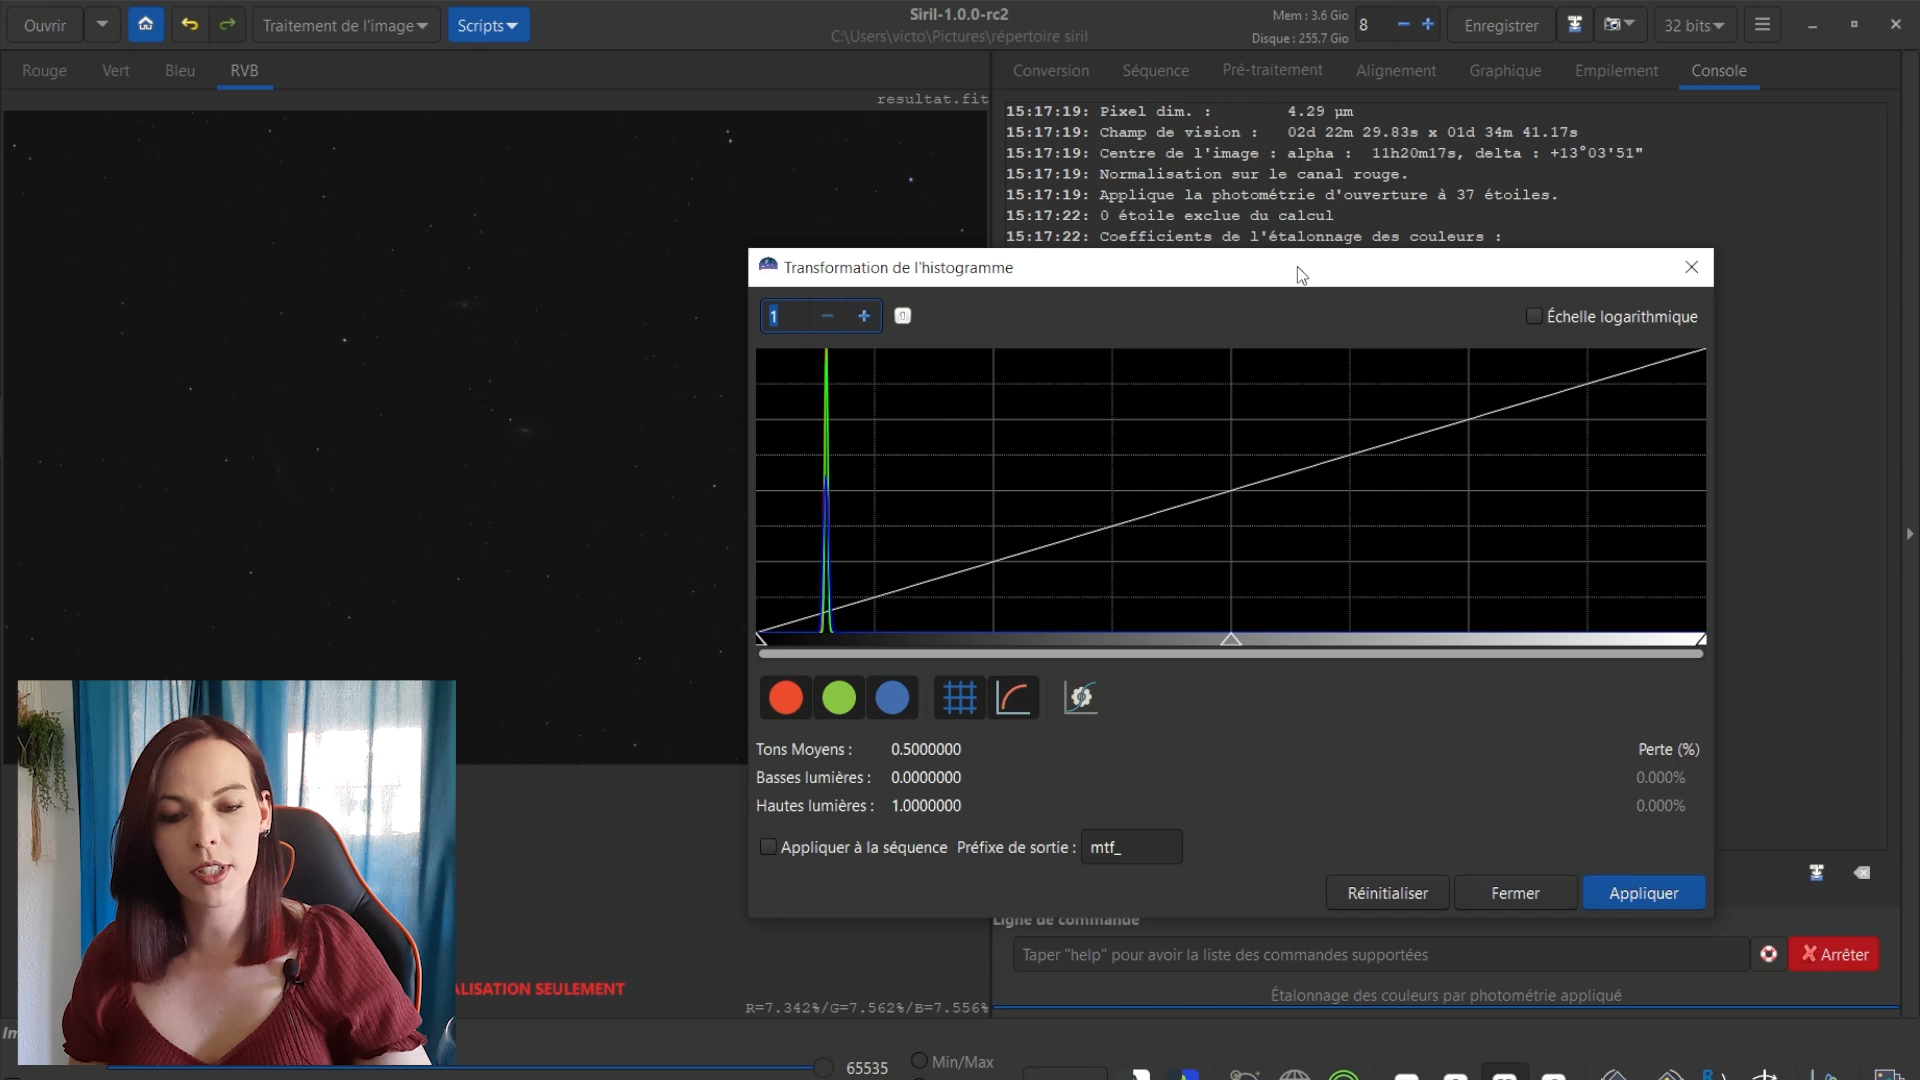 Ouvrir
Traitement de l'image
Scripts
Siril-1.0.0-rc2
C:\Users\victo\Pictures\répertoire siril
Mem : 3.6 Gio
Disque : 255.7 Gio
8
Enregistrer
32 bits
Rouge
Vert
Bleu
RVB
Conversion
Séquence
Pré-traitement
Alignement
Graphique
Empilement
Console
resultat.fit
15:17:19: Pixel dim. : 4.29 µm
15:17:19: Champ de vision : 02d 22m 29.83s x 01d 34m 41.17s
15:17:19: Centre de l'image : alpha : 11h20m17s, delta : +13°03'51"
15:17:19: Normalisation sur le canal rouge.
15:17:19: Applique la photométrie d'ouverture à 37 étoiles.
15:17:22: 0 étoile exclue du calcul
15:17:22: Coefficients de l'étalonnage des couleurs :
Transformation de l'histogramme
1
Échelle logarithmique
Tons Moyens : 0.5000000
Perte (%)
Basses lumières : 0.0000000
0.000%
Hautes lumières : 1.0000000
0.000%
Appliquer à la séquence
Préfixe de sortie :
mtf_
Réinitialiser
Fermer
Appliquer
Ligne de commande
Taper "help" pour avoir la liste des commandes supportées
Arrêter
LISATION SEULEMENT
Étalonnage des couleurs par photométrie appliqué
R=7.342%/G=7.562%/B=7.556%
65535
Min/Max